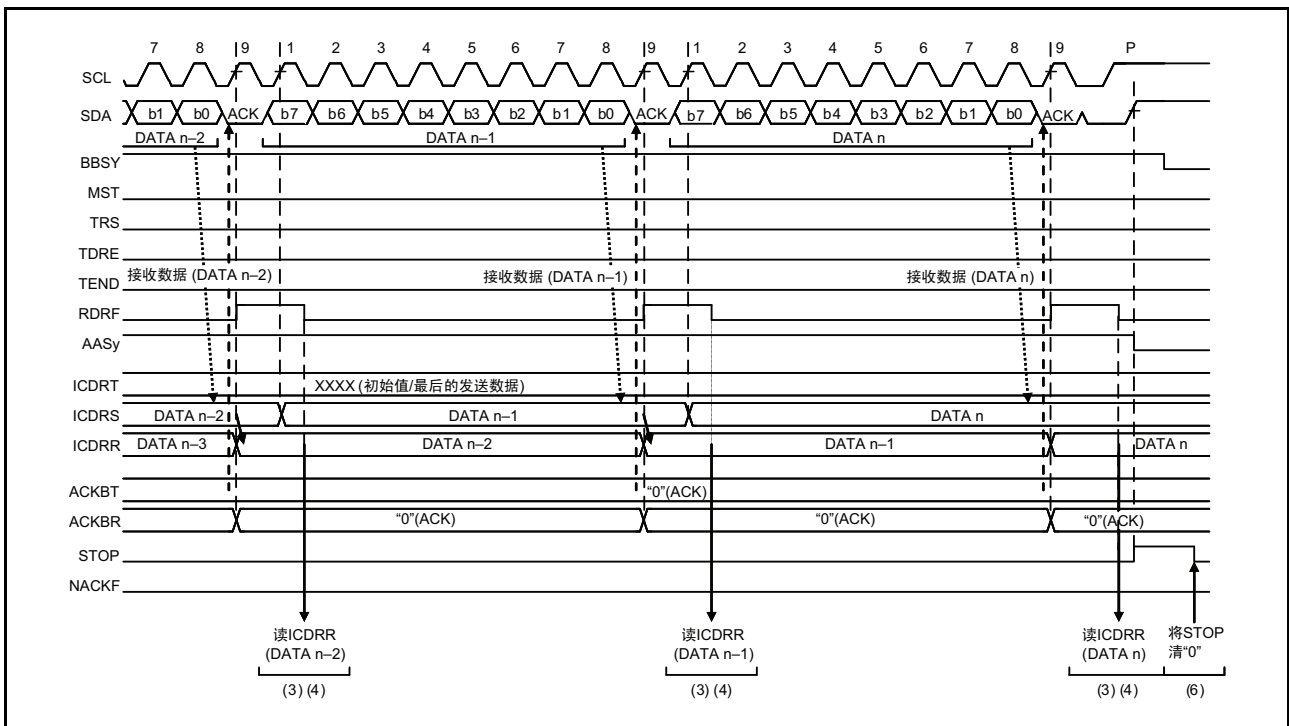 7 8 9 1 2 3 4 5 6 7 8 9 1 2 3 4 5 6 7 8 9 P
SCL
SDA b1 b0 ACK b7 b6 b5 b4 b3 b2 b1 b0 ACK b7 b6 b5 b4 b3 b2 b1 b0 ACK
DATA n–2 DATA n–1 DATA n
BBSY
MST
TRS
TDRE
接收数据 (DATA n–2) 接收数据 (DATA n–1) 接收数据 (DATA n)
TEND
RDRF
AASy
ICDRT XXXX (初始值/最后的发送数据)
ICDRS DATA n–2 DATA n–1 DATA n
ICDRR DATA n–3 DATA n–2 DATA n–1 DATA n
ACKBT “0”(ACK)
ACKBR “0”(ACK) “0”(ACK) “0”(ACK)
STOP
NACKF
读ICDRR 读ICDRR 读ICDRR 将STOP
(DATA n–2) (DATA n–1) (DATA n) 清“0”
(3) (4) (3) (4) (3) (4) (6)